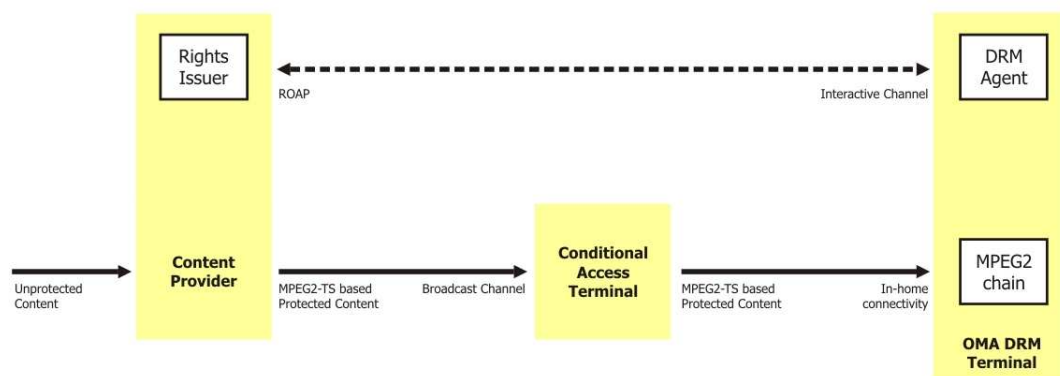 Rights
Issuer
DRM
Agent
ROAP
Interactive Channel
Unprotected
Content
Content
Provider
MPEG2-TS based
Protected Content
Broadcast Channel
Conditional
Access
Terminal
MPEG2-TS based
Protected Content
In-home
connectivity
MPEG2
chain
OMA DRM
Terminal